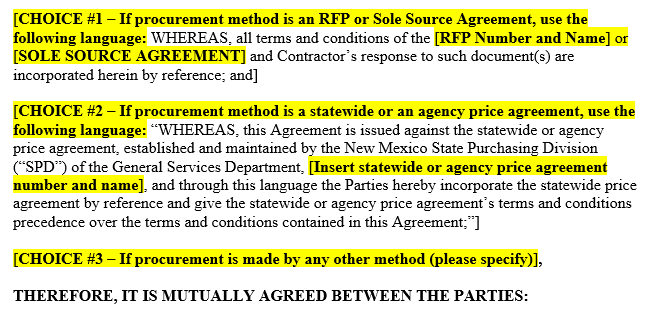 [CHOICE #1 – If procurement method is an RFP or Sole Source Agreement, use the
following language: WHEREAS, all terms and conditions of the [RFP Number and Name] or
[SOLE SOURCE AGREEMENT] and Contractor’s response to such document(s) are
incorporated herein by reference; and]
[CHOICE #2 – If procurement method is a statewide or an agency price agreement, use the
following language: “WHEREAS, this Agreement is issued against the statewide or agency
price agreement, established and maintained by the New Mexico State Purchasing Division
(“SPD”) of the General Services Department, [Insert statewide or agency price agreement
number and name], and through this language the Parties hereby incorporate the statewide price
agreement by reference and give the statewide or agency price agreement’s terms and conditions
precedence over the terms and conditions contained in this Agreement;”]
[CHOICE #3 – If procurement is made by any other method (please specify)],
THEREFORE, IT IS MUTUALLY AGREED BETWEEN THE PARTIES: